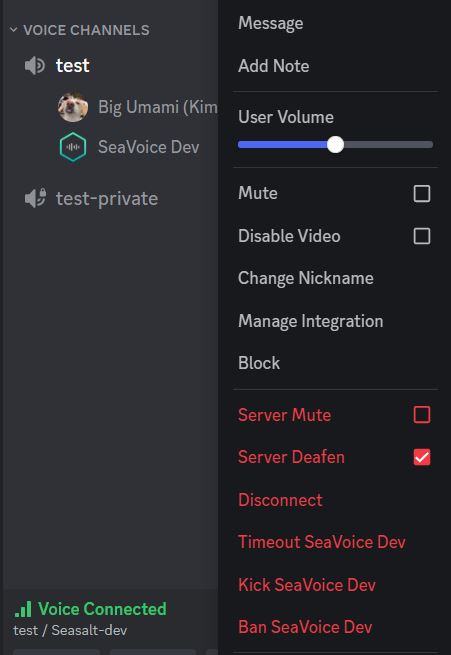 VOICE CHANNELS
test
Big Umami (Kim
SeaVoice Dev
test-private
Voice Connected
test / Seasalt-dev
Message
Add Note
User Volume
Mute
Disable Video
Change Nickname
Manage Integration
Block
Server Mute
Server Deafen
Disconnect
Timeout SeaVoice Dev
Kick SeaVoice Dev
Ban SeaVoice Dev